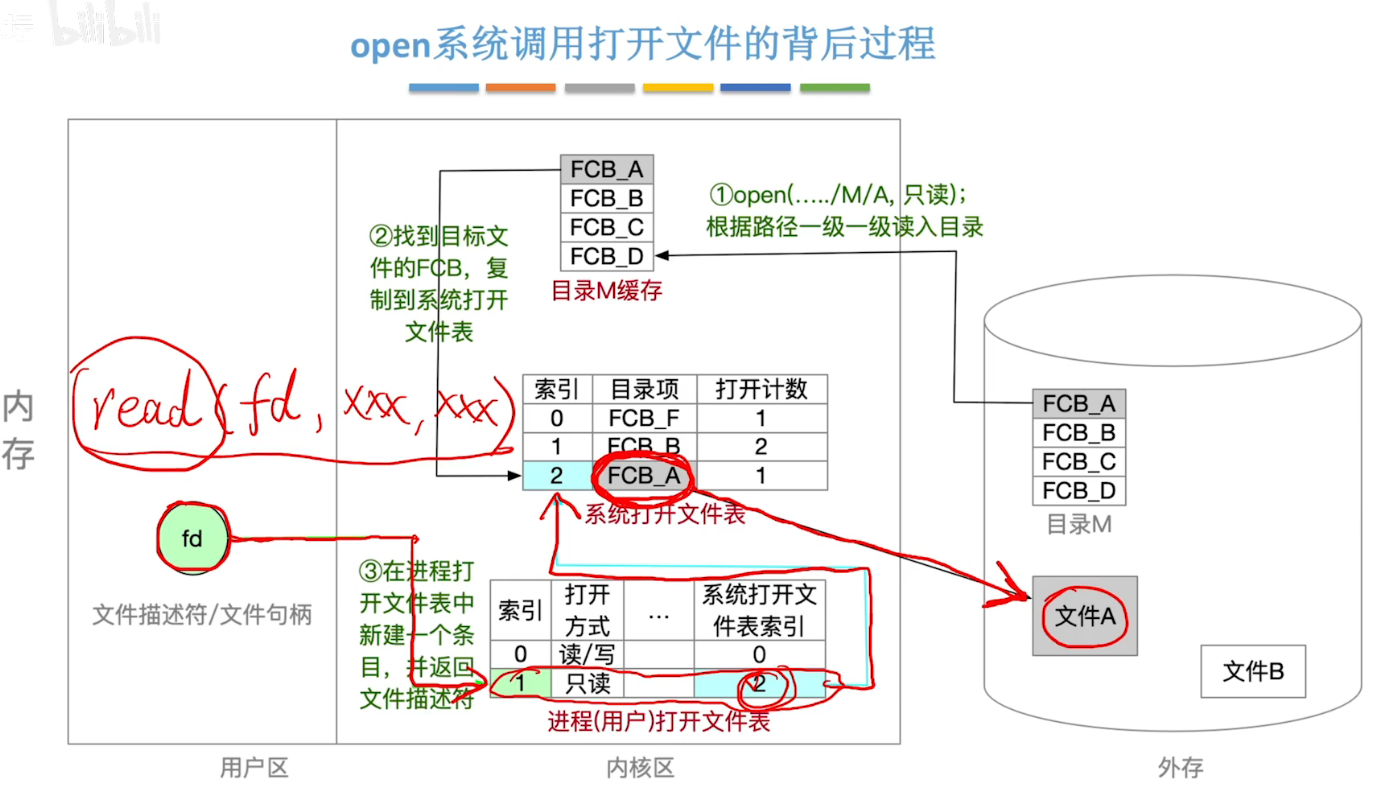 bilibili
open系统调用打开文件的背后过程
FCB_A
FCB_B
FCB_C
FCB_D
目录M缓存
①open(…../M/A, 只读);
根据路径一级一级读入目录
②找到目标文
件的FCB，复
制到系统打开
文件表
内存
read(fd, xxx, xxx)
索引 目录项 打开计数
0 FCB_F 1
1 FCB_B 2
2 FCB_A 1
系统打开文件表
FCB_A
FCB_B
FCB_C
FCB_D
目录M
fd
文件描述符/文件句柄
③在进程打
开文件表中
新建一个条
目，并返回
文件描述符
索引 打开方式 … 系统打开文件表索引
0 读/写 0
1 只读 2
进程(用户)打开文件表
文件A
文件B
用户区
内核区
外存